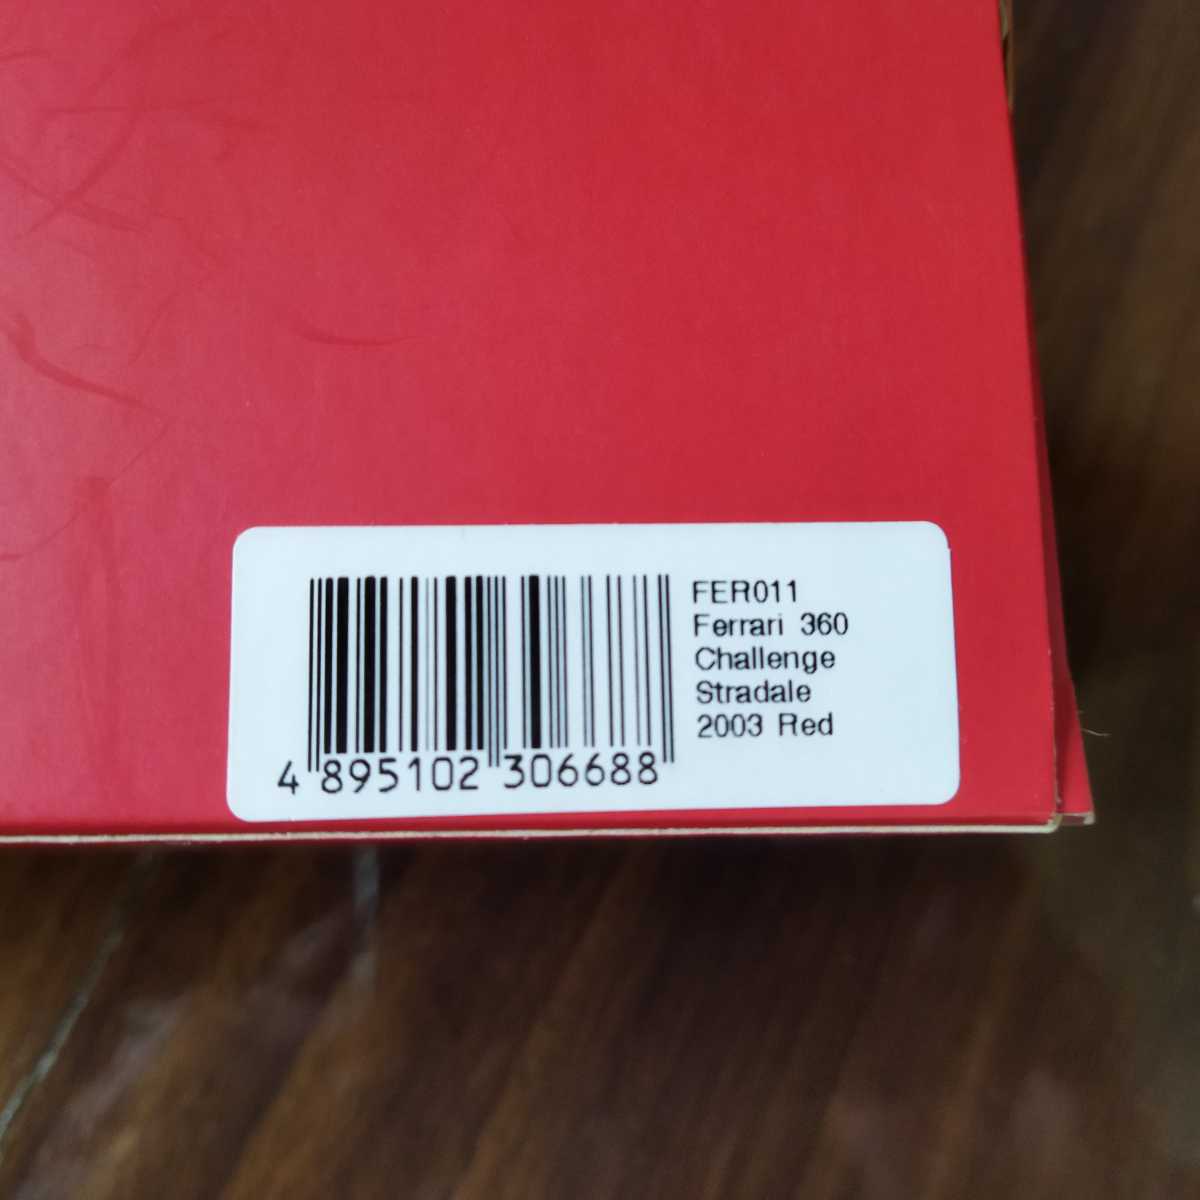 FER011
Ferrari 360
Challenge
Stradale
2003 Red
4 895102 306688